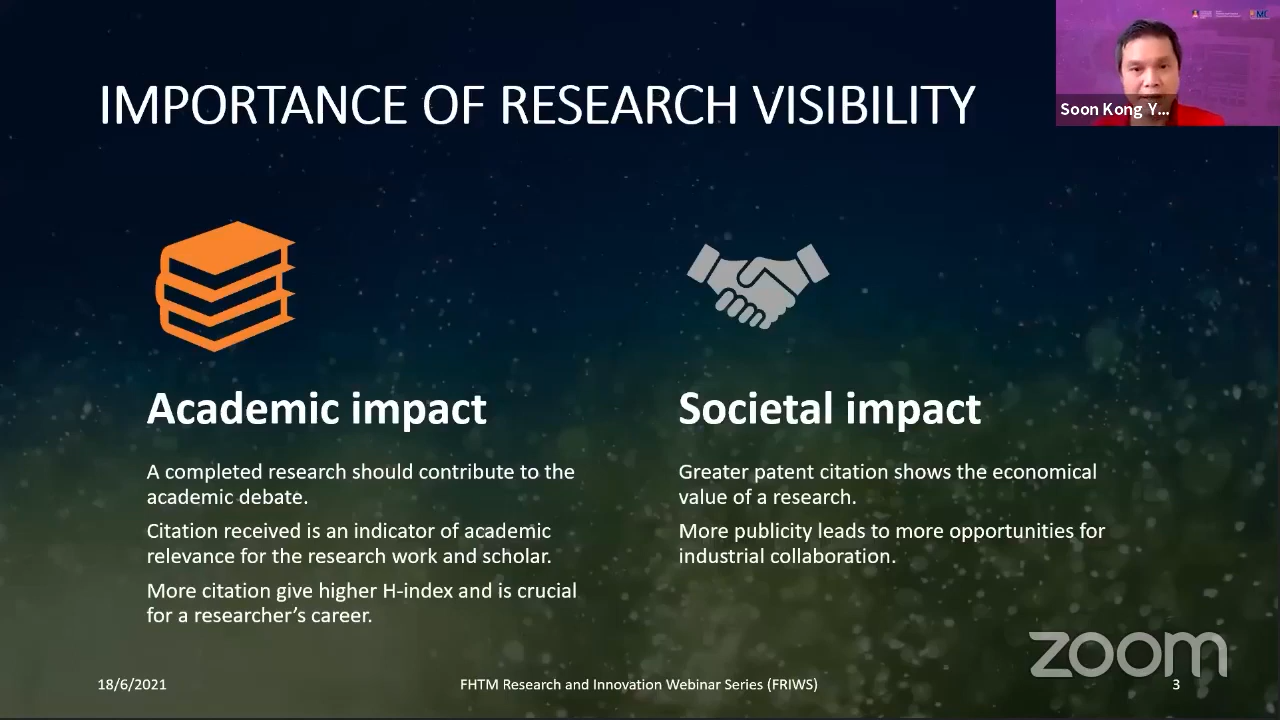 IMPORTANCE OF RESEARCH VISIBILITY
Soon Kong Y...
Academic impact
A completed research should contribute to the
academic debate.
Citation received is an indicator of academic
relevance for the research work and scholar.
More citation give higher H-index and is crucial
for a researcher’s career.
Societal impact
Greater patent citation shows the economical
value of a research.
More publicity leads to more opportunities for
industrial collaboration.
zoom
18/6/2021
FHTM Research and Innovation Webinar Series (FRIWS)
3